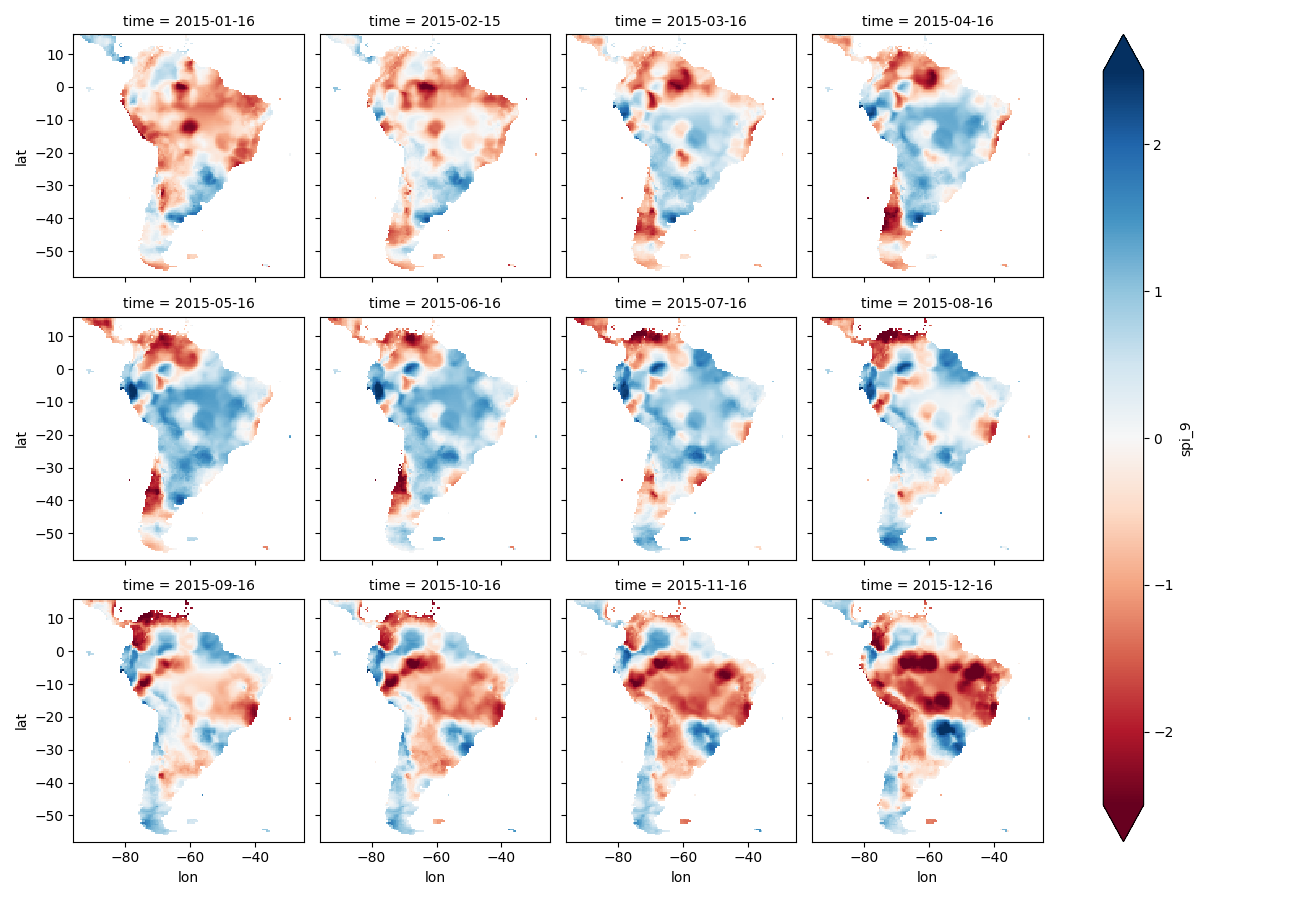 time = 2015-01-16
time = 2015-02-15
time = 2015-03-16
time = 2015-04-16
10
0
−10
−20
−30
−40
−50
lat
time = 2015-05-16
time = 2015-06-16
time = 2015-07-16
time = 2015-08-16
10
0
−10
−20
−30
−40
−50
lat
time = 2015-09-16
time = 2015-10-16
time = 2015-11-16
time = 2015-12-16
10
0
−10
−20
−30
−40
−50
lat
−80 −60 −40
lon
−80 −60 −40
lon
−80 −60 −40
lon
−80 −60 −40
lon
2
1
0
−1
−2
spi_9